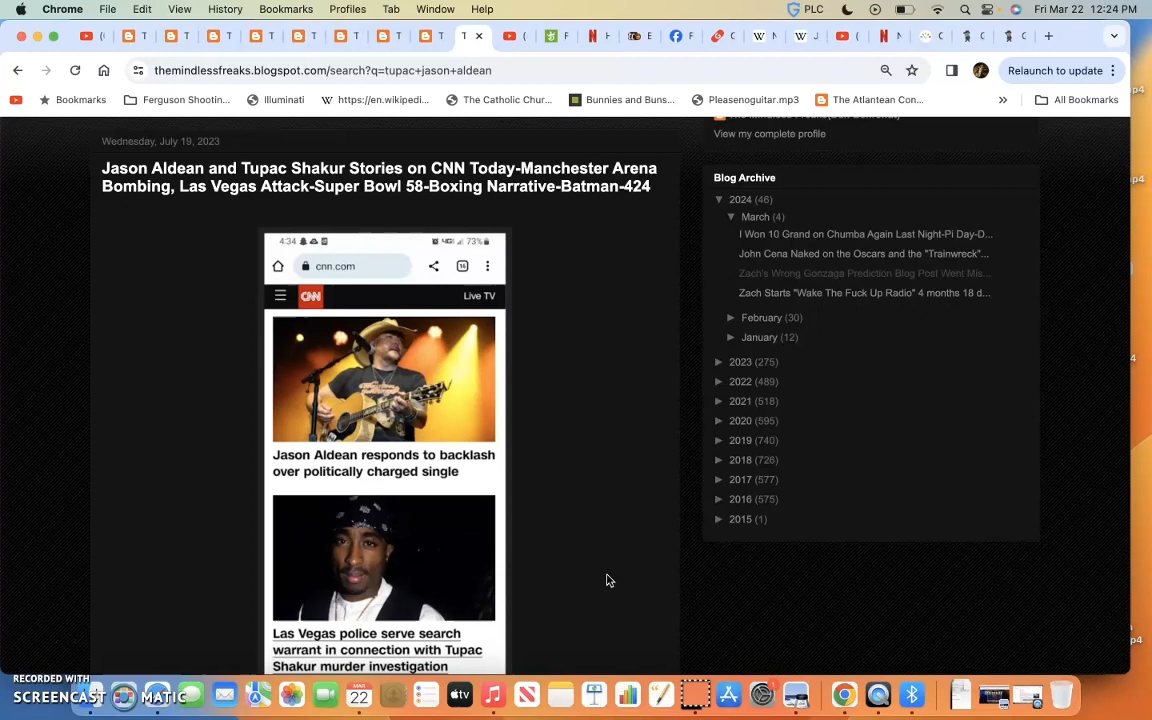 Chrome File Edit View History Bookmarks Profiles Tab Window Help PLC Fri Mar 22 12:24 PM
themindlessfreaks.blogspot.com/search?q=tupac+jason+aldean Relaunch to update
Bookmarks Ferguson Shootin... Illuminati https://en.wikipedi... The Catholic Chur... Bunnies and Buns... Pleasenoguitar.mp3 The Atlantean Con... » All Bookmarks
View my complete profile
Wednesday, July 19, 2023
Jason Aldean and Tupac Shakur Stories on CNN Today-Manchester Arena
Bombing, Las Vegas Attack-Super Bowl 58-Boxing Narrative-Batman-424
4:34 73%
cnn.com
CNN Live TV
Jason Aldean responds to backlash
over politically charged single
Las Vegas police serve search
warrant in connection with Tupac
Shakur murder investigation
Blog Archive
▼ 2024 (46)
▼ March (4)
I Won 10 Grand on Chumba Again Last Night-Pi Day-D...
John Cena Naked on the Oscars and the "Trainwreck"...
Zach's Wrong Gonzaga Prediction Blog Post Went Mis...
Zach Starts "Wake The Fuck Up Radio" 4 months 18 d...
► February (30)
► January (12)
► 2023 (275)
► 2022 (489)
► 2021 (518)
► 2020 (595)
► 2019 (740)
► 2018 (726)
► 2017 (577)
► 2016 (575)
► 2015 (1)
RECORDED WITH
SCREENCAST MATIC
MAR
22
tv